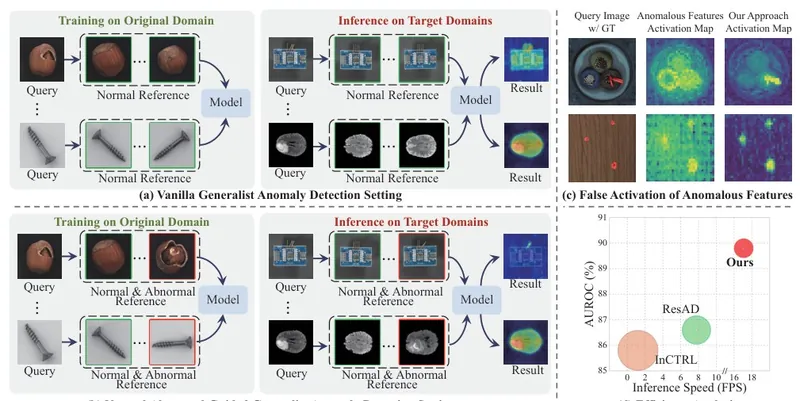 Training on Original Domain
Inference on Target Domains
Query
Normal Reference
Model
Query
Normal Reference
Query
Normal Reference
Model
Result
Query
Normal Reference
Result
(a) Vanilla Generalist Anomaly Detection Setting
Query Image
w/ GT
Anomalous Features
Activation Map
Our Approach
Activation Map
(c) False Activation of Anomalous Features
Training on Original Domain
Inference on Target Domains
Query
Normal & Abnormal
Reference
Model
Query
Normal & Abnormal
Reference
Query
Normal & Abnormal
Reference
Model
Result
Query
Normal & Abnormal
Reference
Result
AUROC (%)
91
90
89
88
87
86
85
Ours
ResAD
InCTRL
0 2 4 6 8 10 // 16 18
Inference Speed (FPS)